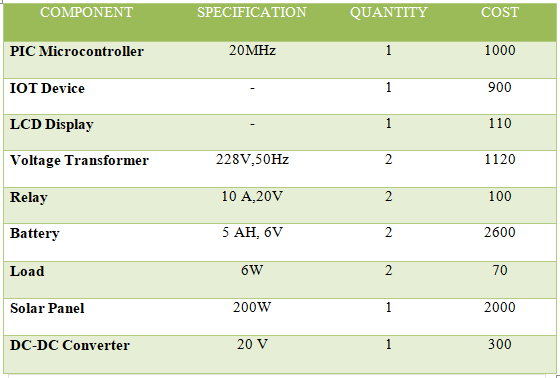 COMPONENT SPECIFICATION QUANTITY COST
PIC Microcontroller 20MHz 1 1000
IOT Device - 1 900
LCD Display - 1 110
Voltage Transformer 228V,50Hz 2 1120
Relay 10 A,20V 2 100
Battery 5 AH, 6V 2 2600
Load 6W 2 70
Solar Panel 200W 1 2000
DC-DC Converter 20 V 1 300